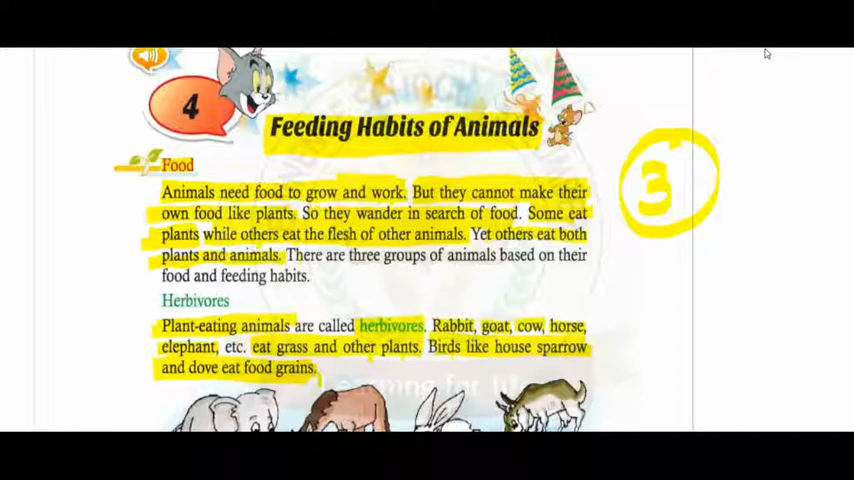 4
Feeding Habits of Animals
Food
3
Animals need food to grow and work. But they cannot make their
own food like plants. So they wander in search of food. Some eat
plants while others eat the flesh of other animals. Yet others eat both
plants and animals. There are three groups of animals based on their
food and feeding habits.
Herbivores
Plant-eating animals are called herbivores. Rabbit, goat, cow, horse,
elephant, etc. eat grass and other plants. Birds like house sparrow
and dove eat food grains.
Learning for life